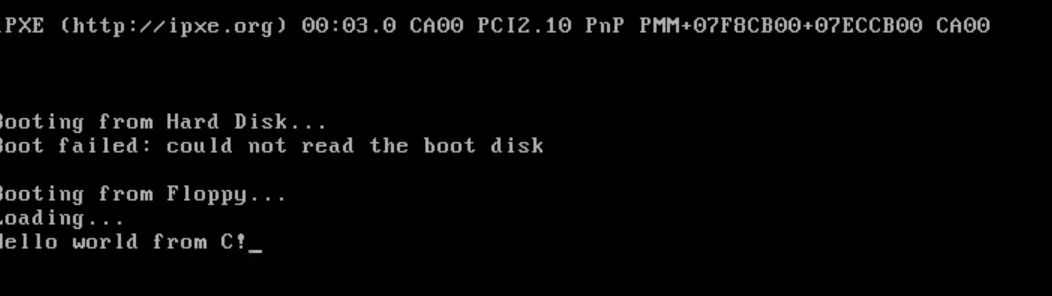 iPXE (http://ipxe.org) 00:03.0 CA00 PCI2.10 PnP PMM+07F8CB00+07ECCB00 CA00
Booting from Hard Disk...
Boot failed: could not read the boot disk
Booting from Floppy...
Loading...
Hello world from C!_